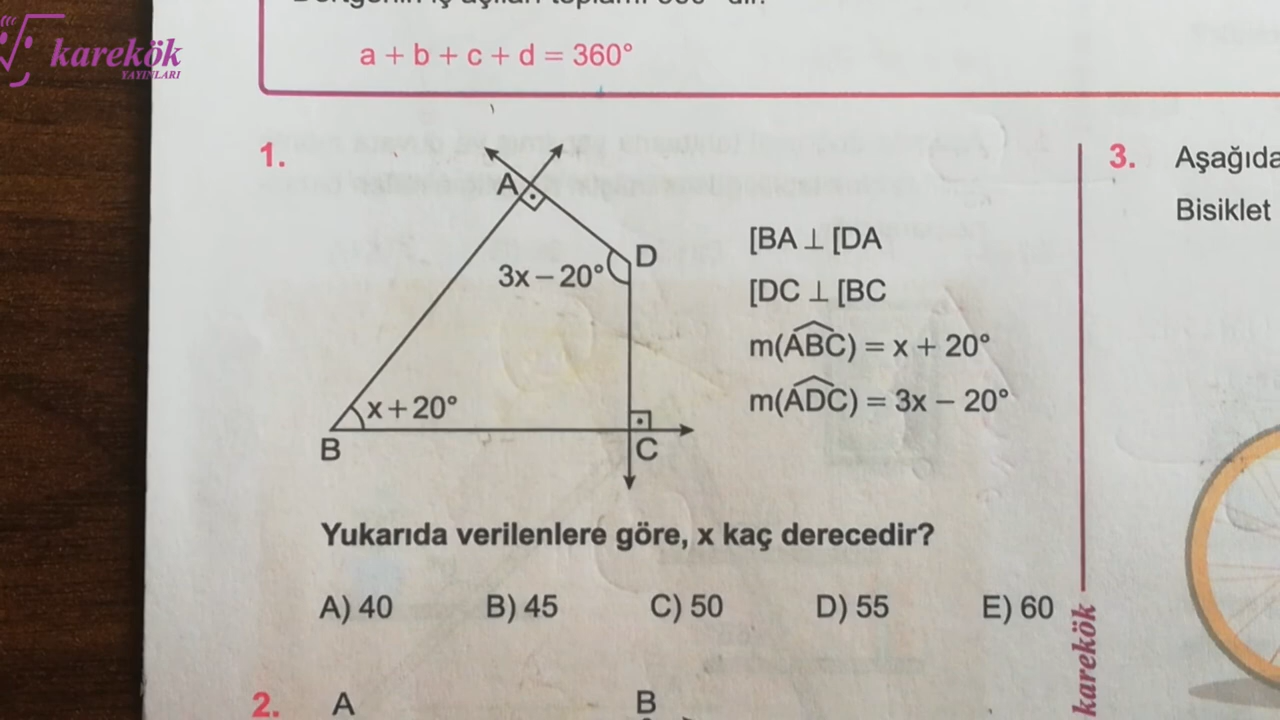 karekök
YAYINLARI
a + b + c + d = 360°
1.
A
D
3x – 20°
x + 20°
B
C
[BA ⊥ [DA
[DC ⊥ [BC
m(ABC) = x + 20°
m(ADC) = 3x – 20°
Yukarıda verilenlere göre, x kaç derecedir?
A) 40 B) 45 C) 50 D) 55 E) 60
2. A B
karekök
3. Aşağıda
Bisiklet